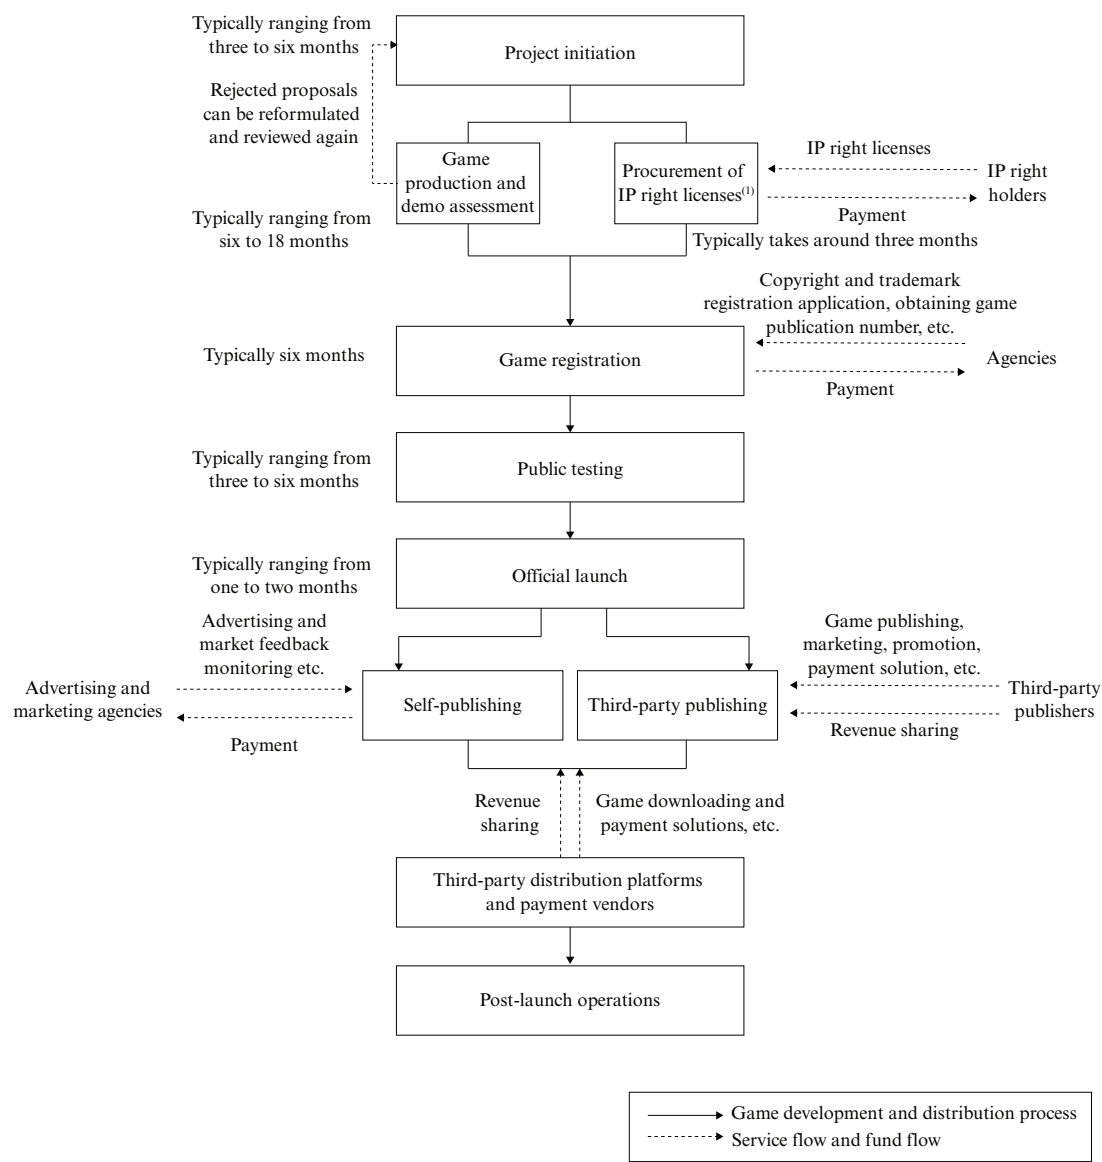 Typically ranging from
three to six months
Project initiation
Rejected proposals
can be reformulated
and reviewed again
Game
production and
demo assessment
Procurement of
IP right licenses(1)
IP right licenses
IP right
holders
Payment
Typically ranging from
six to 18 months
Typically takes around three months
Copyright and trademark
registration application, obtaining game
publication number, etc.
Typically six months
Game registration
Agencies
Payment
Typically ranging from
three to six months
Public testing
Typically ranging from
one to two months
Official launch
Advertising and
market feedback
monitoring etc.
Game publishing,
marketing, promotion,
payment solution, etc.
Advertising and
marketing agencies
Self-publishing
Third-party publishing
Third-party
publishers
Payment
Revenue sharing
Revenue
sharing
Game downloading and
payment solutions, etc.
Third-party distribution platforms
and payment vendors
Post-launch operations
Game development and distribution process
Service flow and fund flow